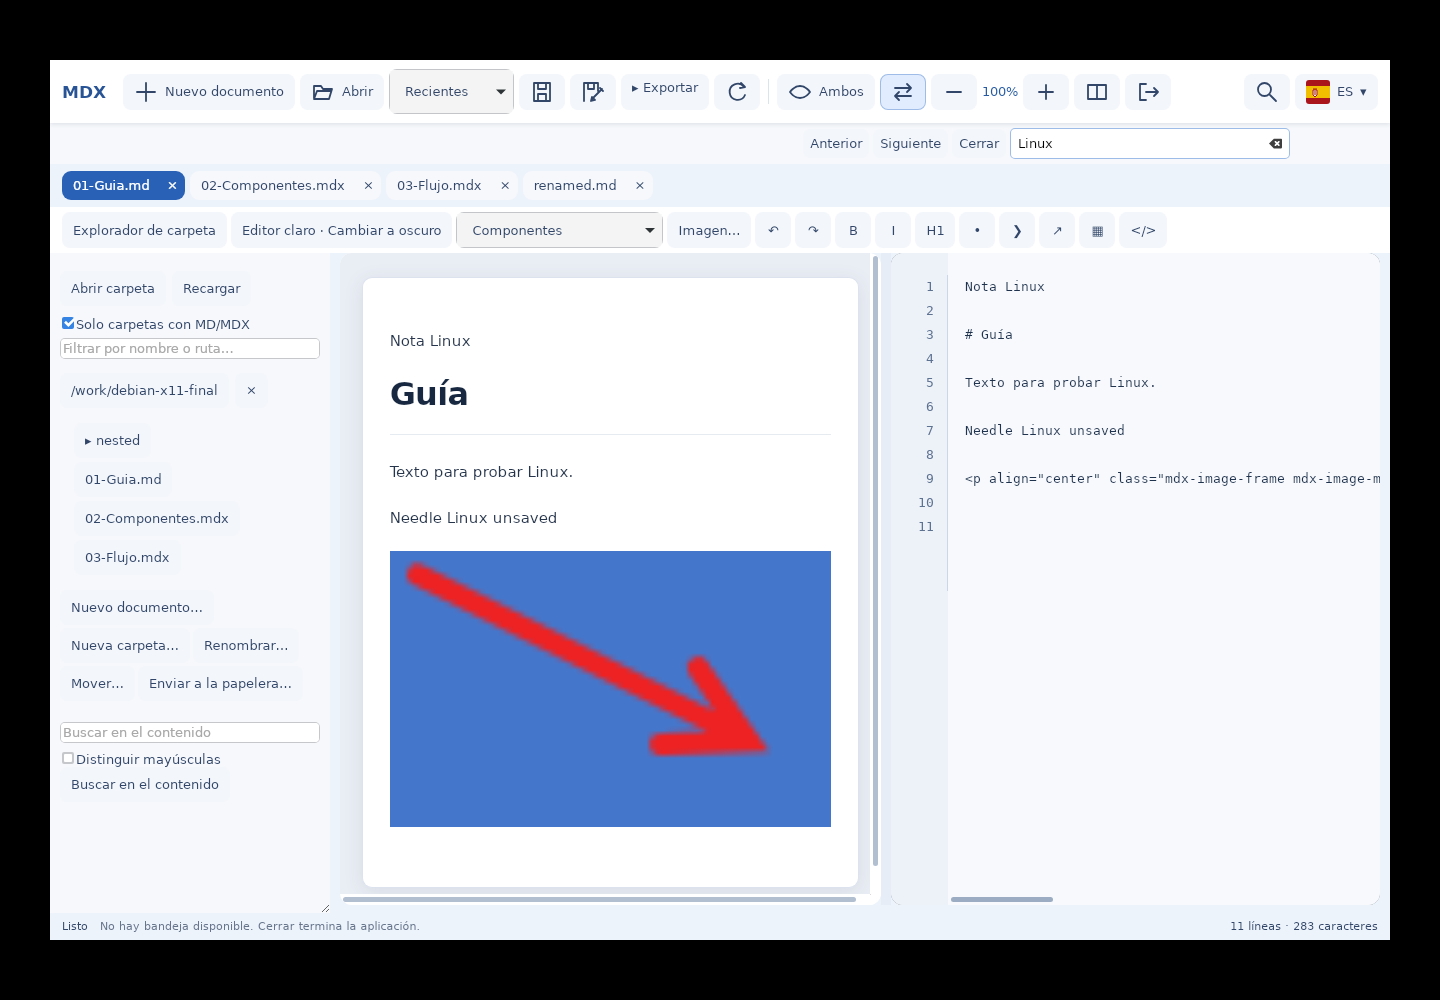 MDX Nuevo documento Abrir Recientes ▸ Exportar Ambos 100% ES ▾
Anterior Siguiente Cerrar Linux
01-Guia.md × 02-Componentes.mdx × 03-Flujo.mdx × renamed.md ×
Explorador de carpeta Editor claro · Cambiar a oscuro Componentes Imagen... ↶ ↷ B I H1 • ❯ ↗ ▦ </>
Abrir carpeta Recargar
Solo carpetas con MD/MDX
Filtrar por nombre o ruta...
/work/debian-x11-final ×
▸ nested
01-Guia.md
02-Componentes.mdx
03-Flujo.mdx
Nuevo documento...
Nueva carpeta... Renombrar...
Mover... Enviar a la papelera...
Buscar en el contenido
Distinguir mayúsculas
Buscar en el contenido
Nota Linux
Guía
Texto para probar Linux.
Needle Linux unsaved
1 Nota Linux
2
3 # Guía
4
5 Texto para probar Linux.
6
7 Needle Linux unsaved
8
9 <p align="center" class="mdx-image-frame mdx-image-m
10
11
Listo No hay bandeja disponible. Cerrar termina la aplicación. 11 líneas · 283 caracteres